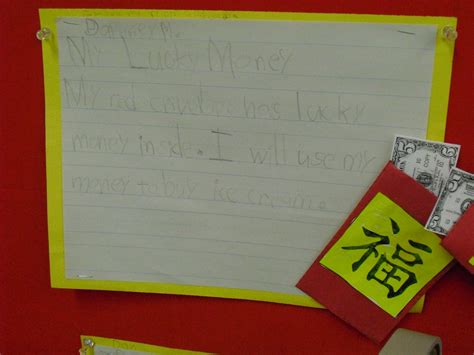 My Lucky Money
My red envelope has lucky
money inside. I will use my
money to buy ice cream.
福
COPY